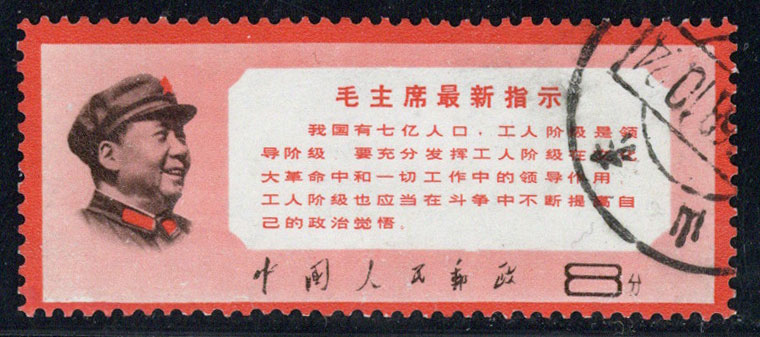 毛主席最新指示
我国有七亿人口，工人阶级是领
导阶级 要充分发挥工人阶级在文化
大革命中和一切工作中的领导作用
工人阶级也应当在斗争中不断提高自
己的政治觉悟。
中国人民郵政 8分